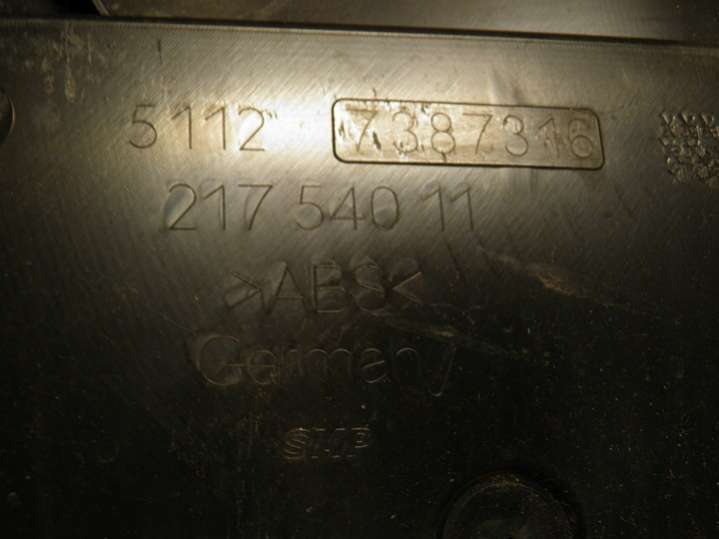 5112 7387316
217 540 11
>ABS<
Germany
SMP